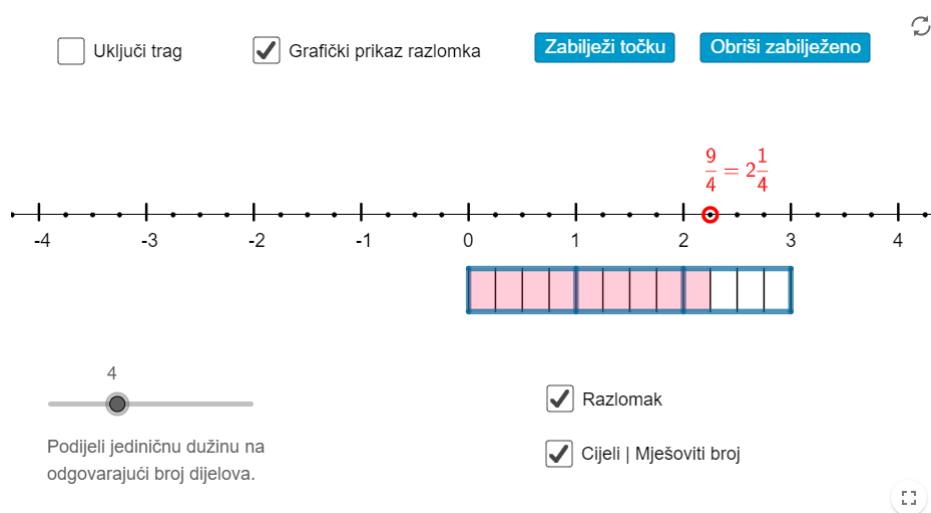 Uključi trag
Grafički prikaz razlomka
Zabilježi točku
Obriši zabilježeno
9/4 = 2 1/4
-4 -3 -2 -1 0 1 2 3 4
4
Podijeli jediničnu dužinu na
odgovarajući broj dijelova.
Razlomak
Cijeli | Mješoviti broj